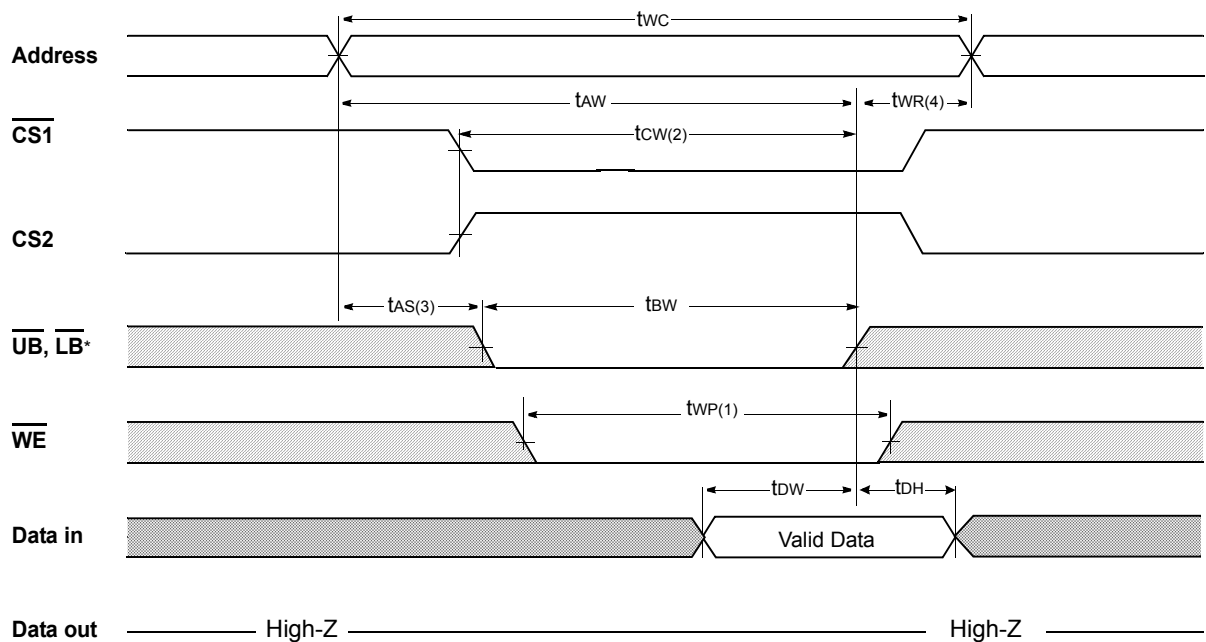 tWC
Address
tAW tWR(4)
CS1
tCW(2)
CS2
tAS(3) tBW
UB, LB*
tWP(1)
WE
tDW tDH
Data in Valid Data
Data out High-Z High-Z